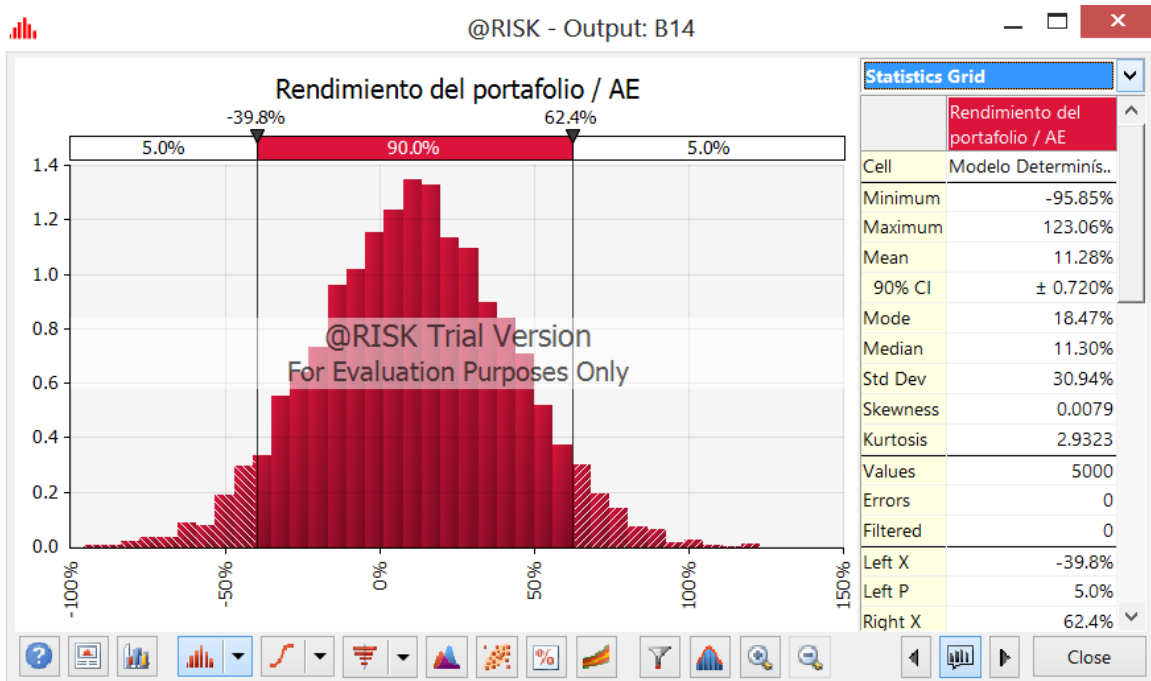 @RISK - Output: B14
Rendimiento del portafolio / AE
-39.8% 62.4%
5.0% 90.0% 5.0%
1.4
1.2
1.0
0.8
0.6
0.4
0.2
0.0
@RISK Trial Version
For Evaluation Purposes Only
-100% -50% 0% 50% 100% 150%
Statistics Grid
Rendimiento del
portafolio / AE
Cell Modelo Determinís..
Minimum -95.85%
Maximum 123.06%
Mean 11.28%
90% CI ± 0.720%
Mode 18.47%
Median 11.30%
Std Dev 30.94%
Skewness 0.0079
Kurtosis 2.9323
Values 5000
Errors 0
Filtered 0
Left X -39.8%
Left P 5.0%
Right X 62.4%
Close